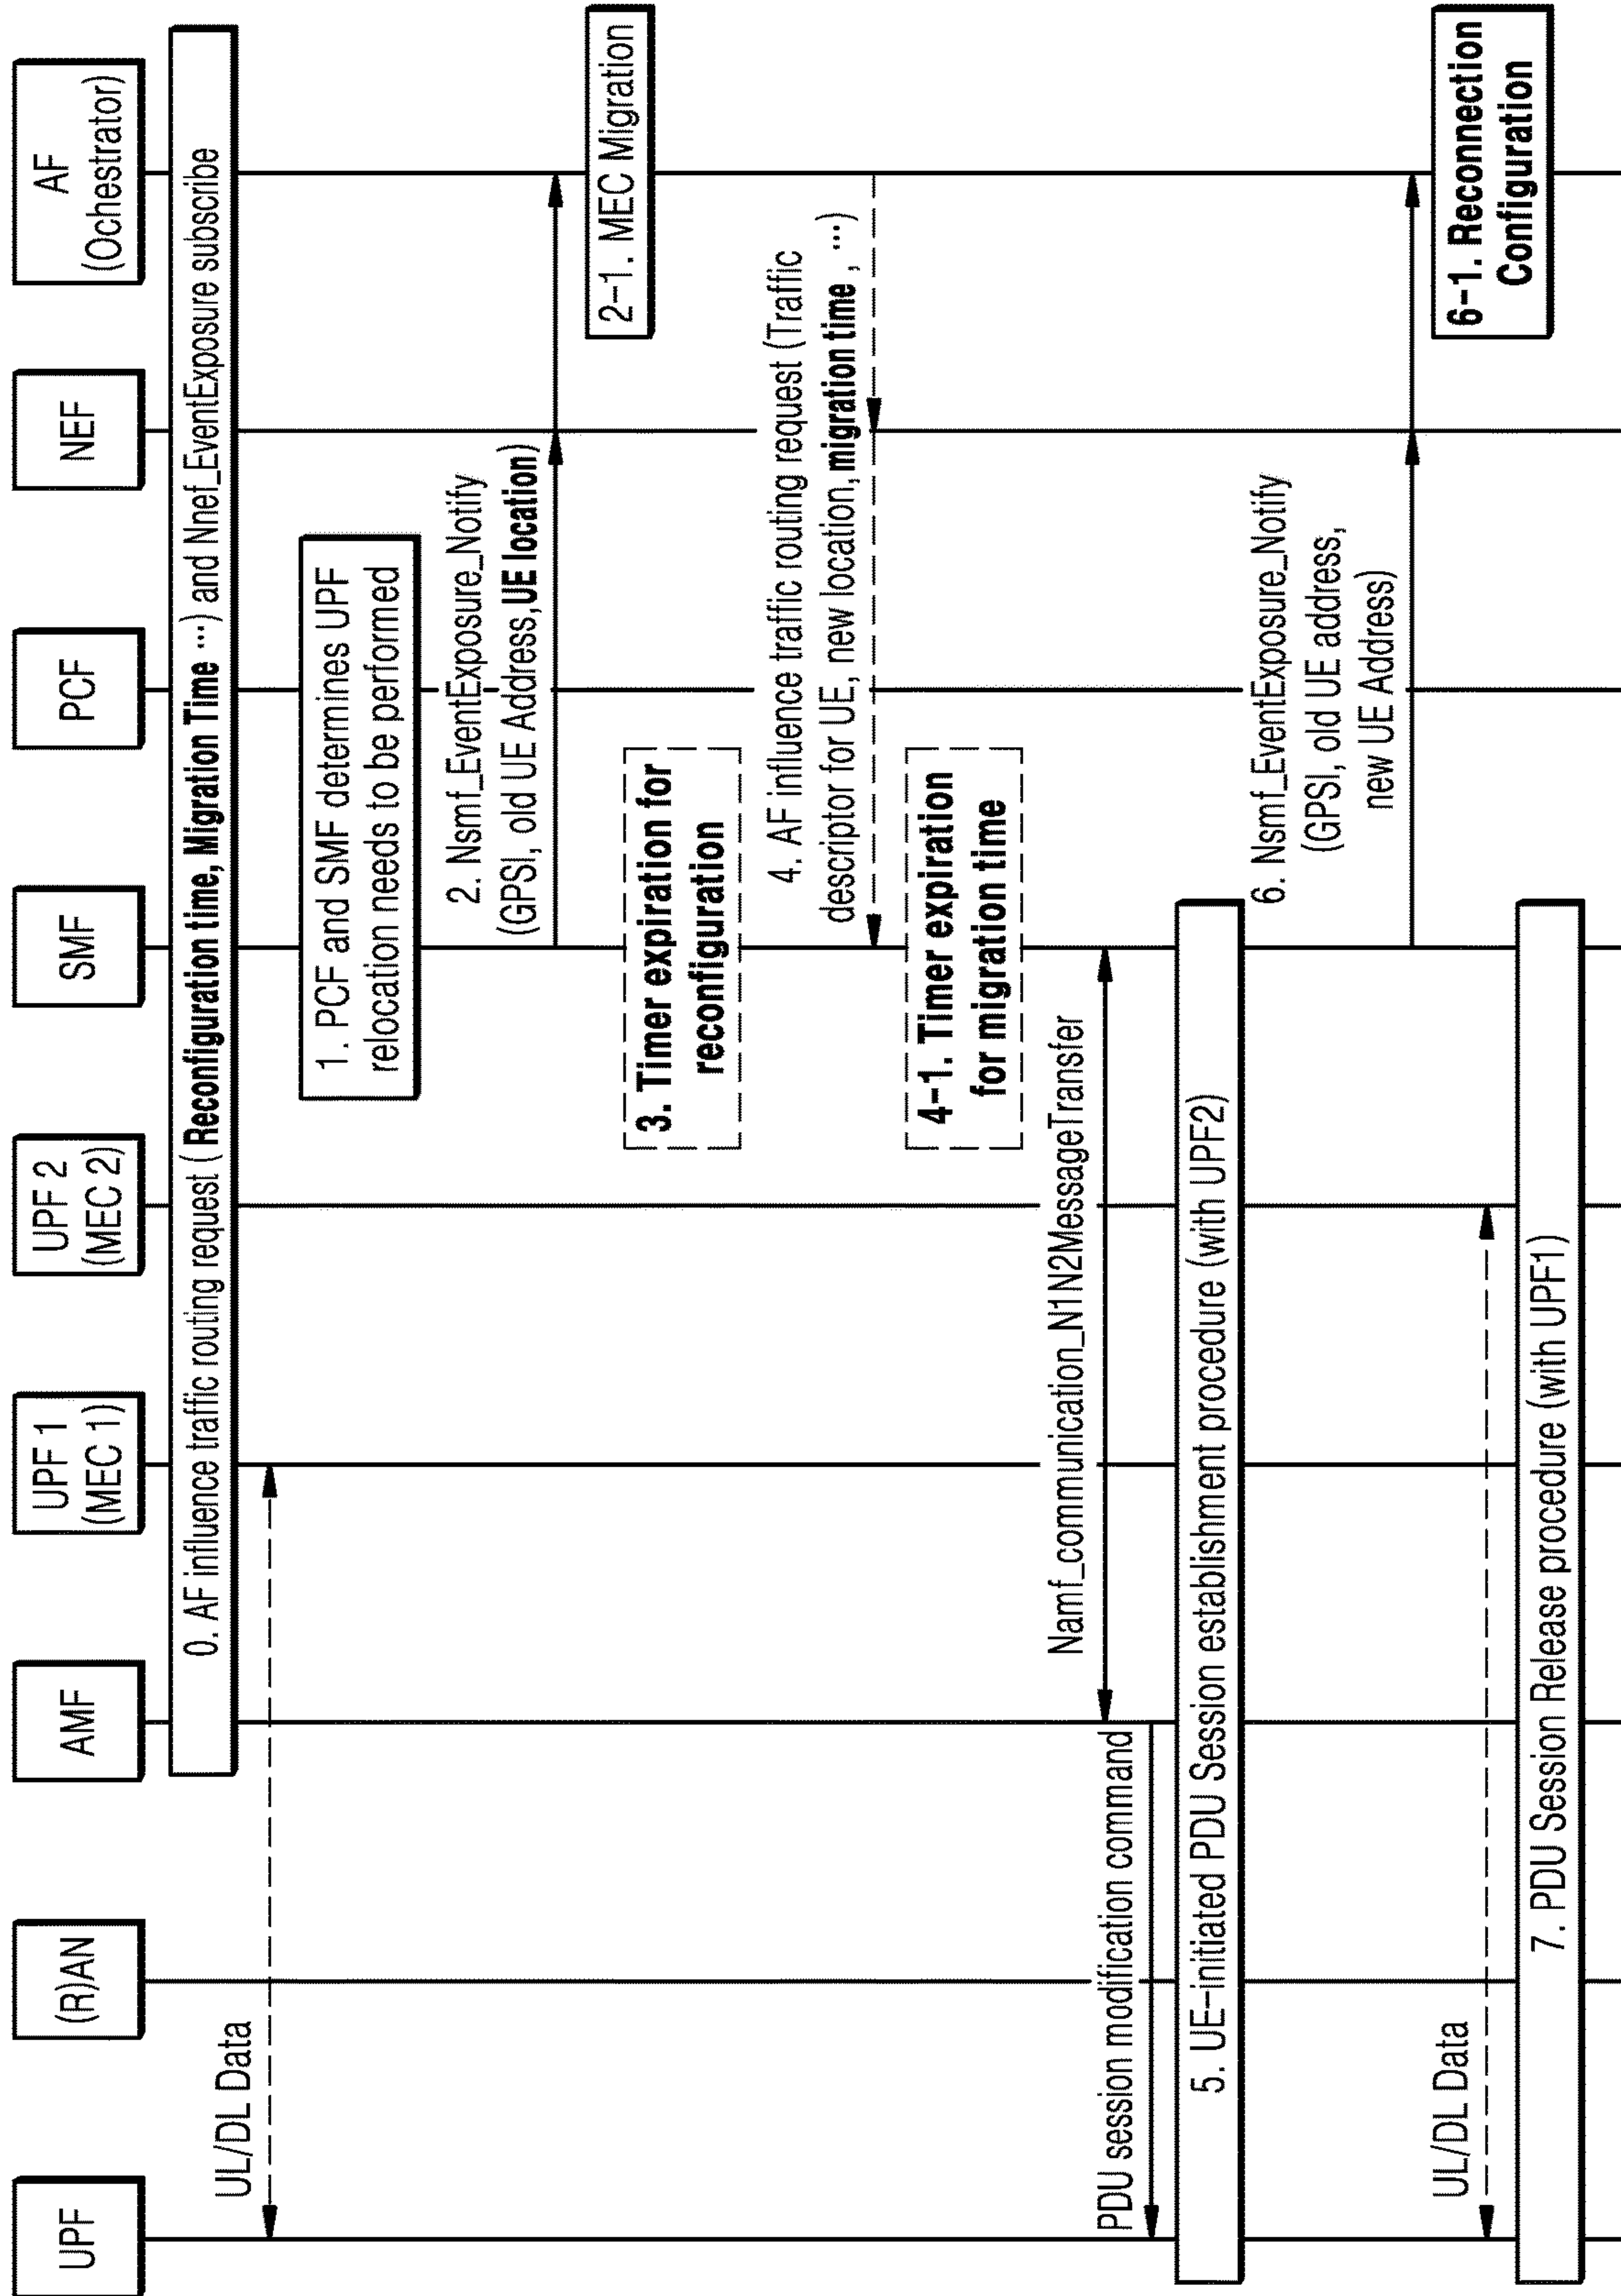 UPF
(R)AN
AMF
UPF 1
(MEC 1)
UPF 2
(MEC 2)
SMF
PCF
NEF
AF
(Ochestrator)
0. AF influence traffic routing request ( Reconfiguration time, Migration Time ···) and Nnef_EventExposure subscribe
UL/DL Data
1. PCF and SMF determines UPF
relocation needs to be performed
2. Nsmf_EventExposure_Notify
(GPSI, old UE Address, UE location)
2-1. MEC Migration
3. Timer expiration for
reconfiguration
4. AF influence traffic routing request (Traffic
descriptor for UE, new location, migration time , ···)
4-1. Timer expiration
for migration time
Namf_communication_N1N2MessageTransfer
PDU session modification command
5. UE-initiated PDU Session establishment procedure (with UPF2)
6. Nsmf_EventExposure_Notify
(GPSI, old UE address,
new UE Address)
6-1. Reconnection
Configuration
UL/DL Data
7. PDU Session Release procedure (with UPF1)